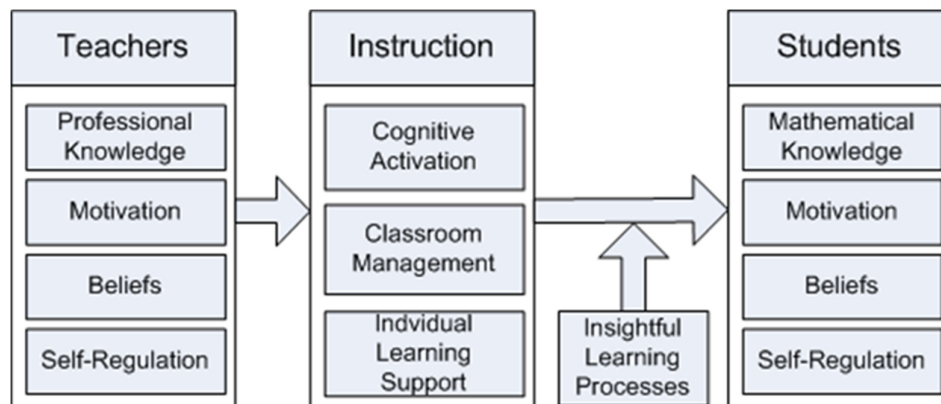 Teachers
Professional
Knowledge
Motivation
Beliefs
Self-Regulation
Instruction
Cognitive
Activation
Classroom
Management
Indvidual
Learning
Support
Insightful
Learning
Processes
Students
Mathematical
Knowledge
Motivation
Beliefs
Self-Regulation